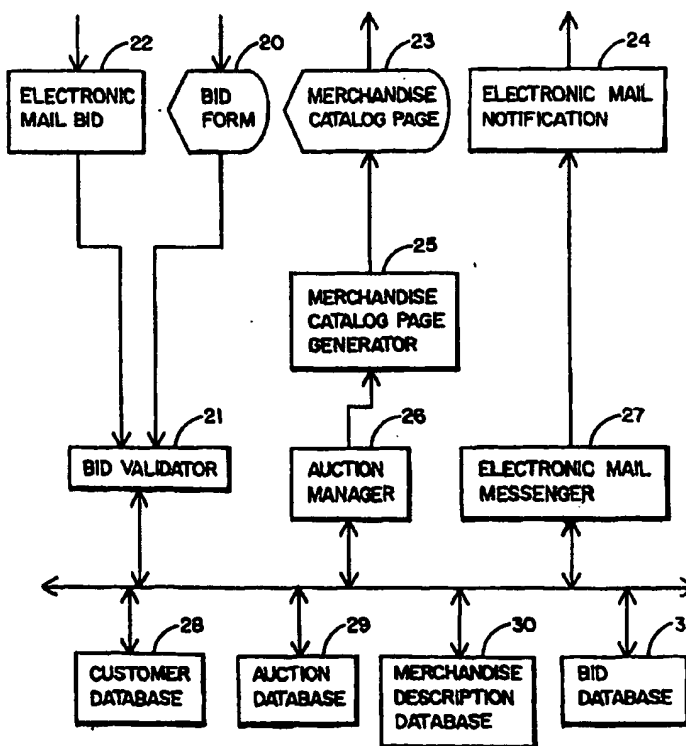 22
20
23
24
ELECTRONIC
MAIL BID
BID
FORM
MERCHANDISE
CATALOG PAGE
ELECTRONIC MAIL
NOTIFICATION
25
MERCHANDISE
CATALOG PAGE
GENERATOR
21
26
27
BID VALIDATOR
AUCTION
MANAGER
ELECTRONIC MAIL
MESSENGER
28
29
30
3
CUSTOMER
DATABASE
AUCTION
DATABASE
MERCHANDISE
DESCRIPTION
DATABASE
BID
DATABASE